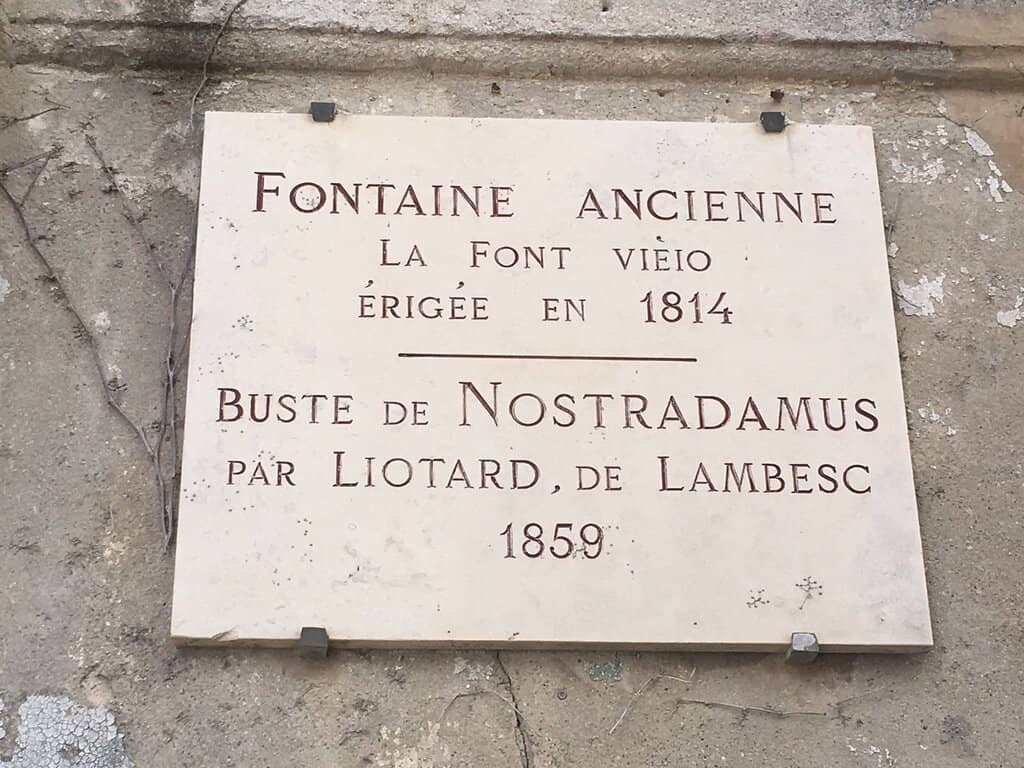 Fontaine ancienne
La Font vièio
érigée en 1814
Buste de Nostradamus
par Liotard, de Lambesc
1859